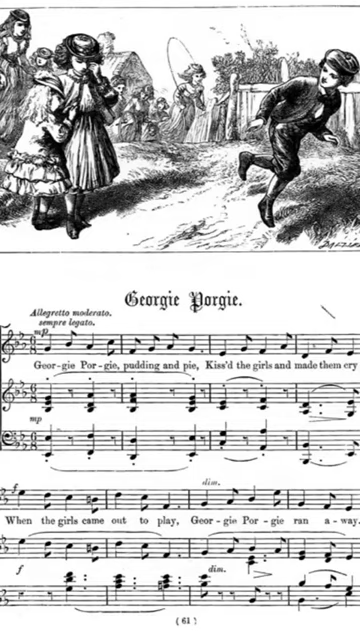 Georgie Porgie.
Allegretto moderato.
sempre legato.
mp
Geor-gie Por-gie, pudding and pie, Kiss'd the girls and made them cry
mp
f
dim.
When the girls came out to play, Geor-gie Por-gie ran a-way.
f
dim.
( 61 )